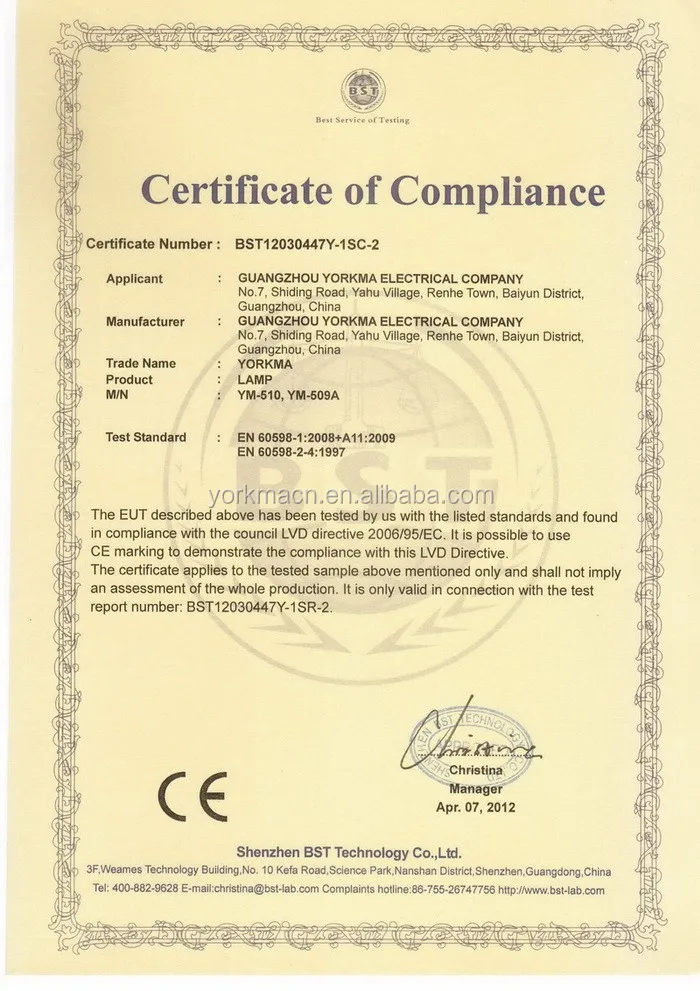 BST
Best Service of Testing
Certificate of Compliance
Certificate Number : BST12030447Y-1SC-2
Applicant : GUANGZHOU YORKMA ELECTRICAL COMPANY
No.7, Shiding Road, Yahu Village, Renhe Town, Baiyun District,
Guangzhou, China
Manufacturer : GUANGZHOU YORKMA ELECTRICAL COMPANY
No.7, Shiding Road, Yahu Village, Renhe Town, Baiyun District,
Guangzhou, China
Trade Name : YORKMA
Product : LAMP
M/N : YM-510, YM-509A
Test Standard : EN 60598-1:2008+A11:2009
EN 60598-2-4:1997
BST
yorkmacn.en.alibaba.com
The EUT described above has been tested by us with the listed standards and found
in compliance with the council LVD directive 2006/95/EC. It is possible to use
CE marking to demonstrate the compliance with this LVD Directive.
The certificate applies to the tested sample above mentioned only and shall not imply
an assessment of the whole production. It is only valid in connection with the test
report number: BST12030447Y-1SR-2.
SHENZHEN BST TECHNOLOGY CO.,LTD
Christina
Christina
Manager
Apr. 07, 2012
CE
Shenzhen BST Technology Co.,Ltd.
3F,Weames Technology Building,No. 10 Kefa Road,Science Park,Nanshan District,Shenzhen,Guangdong,China
Tel: 400-882-9628 E-mail:christina@bst-lab.com Complaints hotline:86-755-26747756 http://www.bst-lab.com